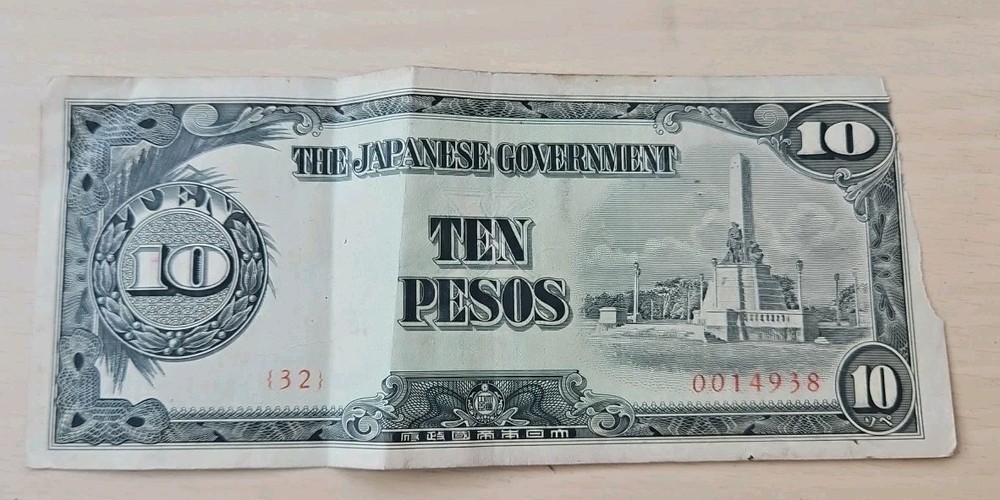 10
THE JAPANESE GOVERNMENT
TEN
10
TEN
PESOS
{32}
0014938
10
府政國帝本日大